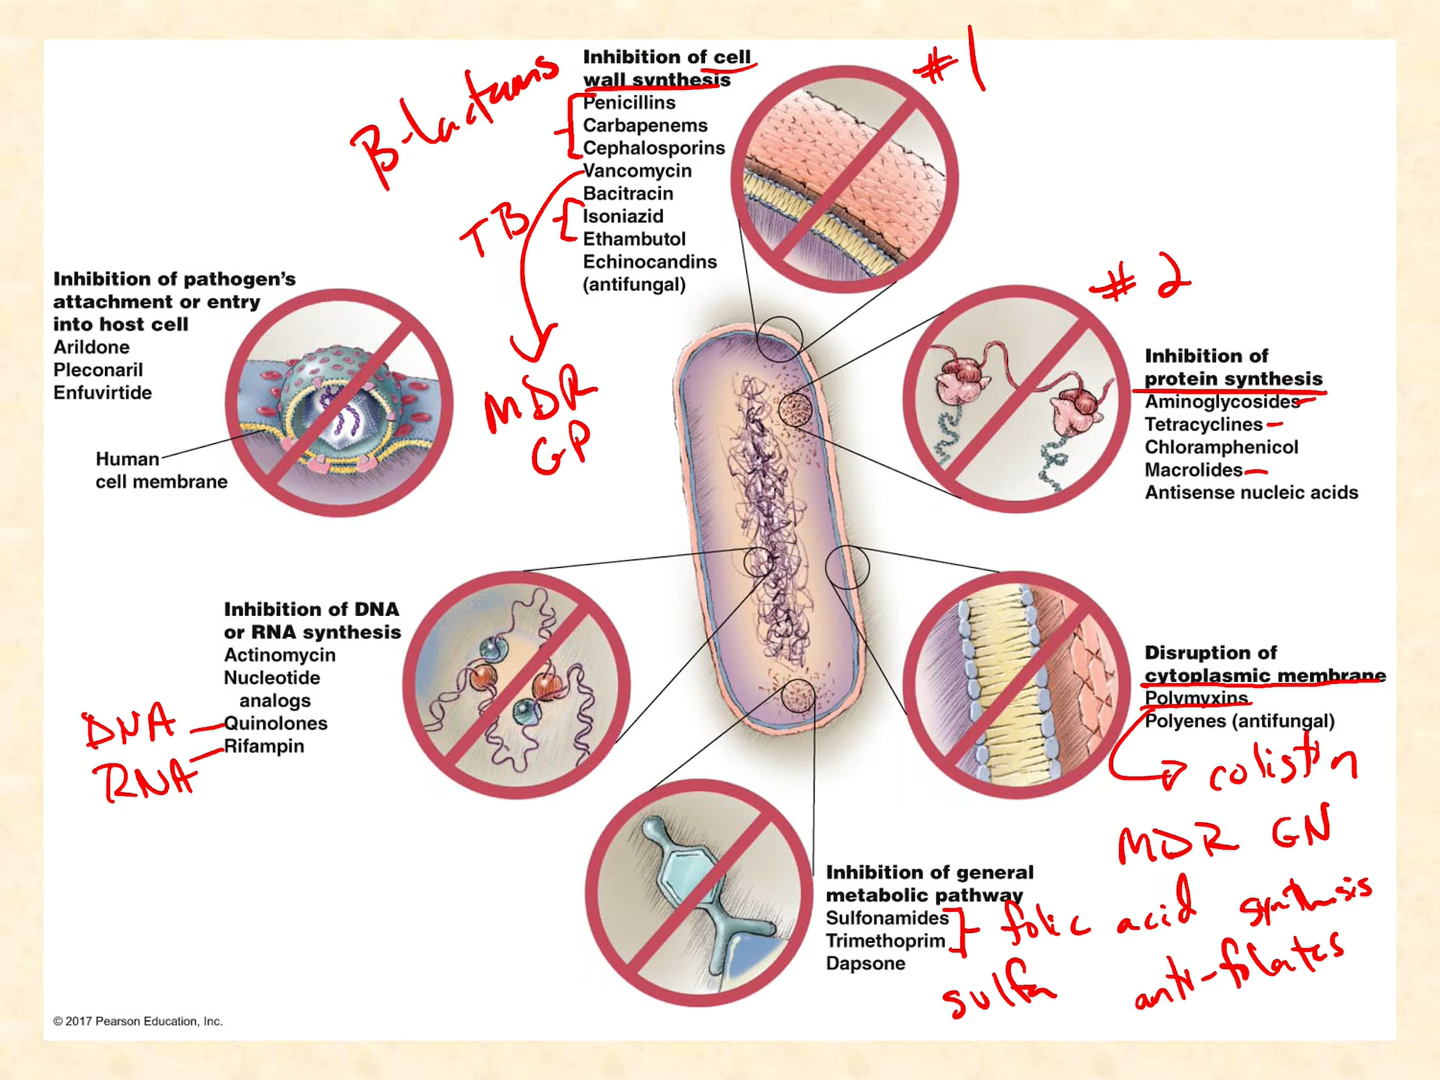 Inhibition of cell
wall synthesis
Penicillins
Carbapenems
Cephalosporins
Vancomycin
Bacitracin
Isoniazid
Ethambutol
Echinocandins
(antifungal)
#1
β-lactams
TB
MDR
GP
Inhibition of pathogen's
attachment or entry
into host cell
Arildone
Pleconaril
Enfuvirtide
Human
cell membrane
#2
Inhibition of
protein synthesis
Aminoglycosides
Tetracyclines
Chloramphenicol
Macrolides
Antisense nucleic acids
Inhibition of DNA
or RNA synthesis
Actinomycin
Nucleotide
analogs
Quinolones
Rifampin
DNA
RNA
Disruption of
cytoplasmic membrane
Polymyxins
Polyenes (antifungal)
colistin
MDR GN
Inhibition of general
metabolic pathway
Sulfonamides
Trimethoprim
Dapsone
folic acid synthesis
sulfa anti-folates
© 2017 Pearson Education, Inc.